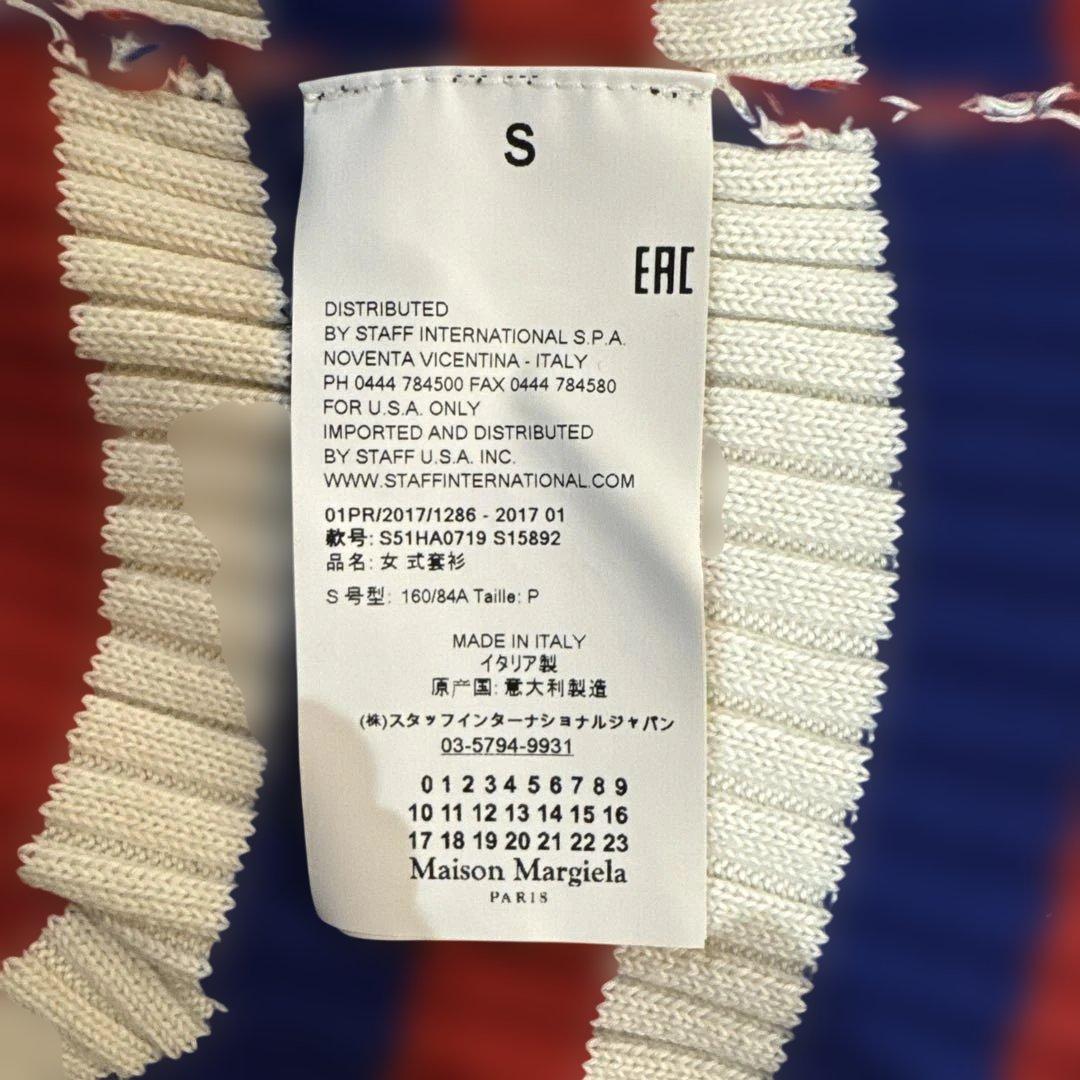 S
EAC
DISTRIBUTED
BY STAFF INTERNATIONAL S.P.A.
NOVENTA VICENTINA - ITALY
PH 0444 784500 FAX 0444 784580
FOR U.S.A. ONLY
IMPORTED AND DISTRIBUTED
BY STAFF U.S.A. INC.
WWW.STAFFINTERNATIONAL.COM
01PR/2017/1286 - 2017 01
款号: S51HA0719 S15892
品名: 女 式套衫
S 号型: 160/84A Taille: P
MADE IN ITALY
イタリア製
原产国: 意大利製造
(株)スタッフインターナショナルジャパン
03-5794-9931
0 1 2 3 4 5 6 7 8 9
10 11 12 13 14 15 16
17 18 19 20 21 22 23
Maison Margiela
PARIS